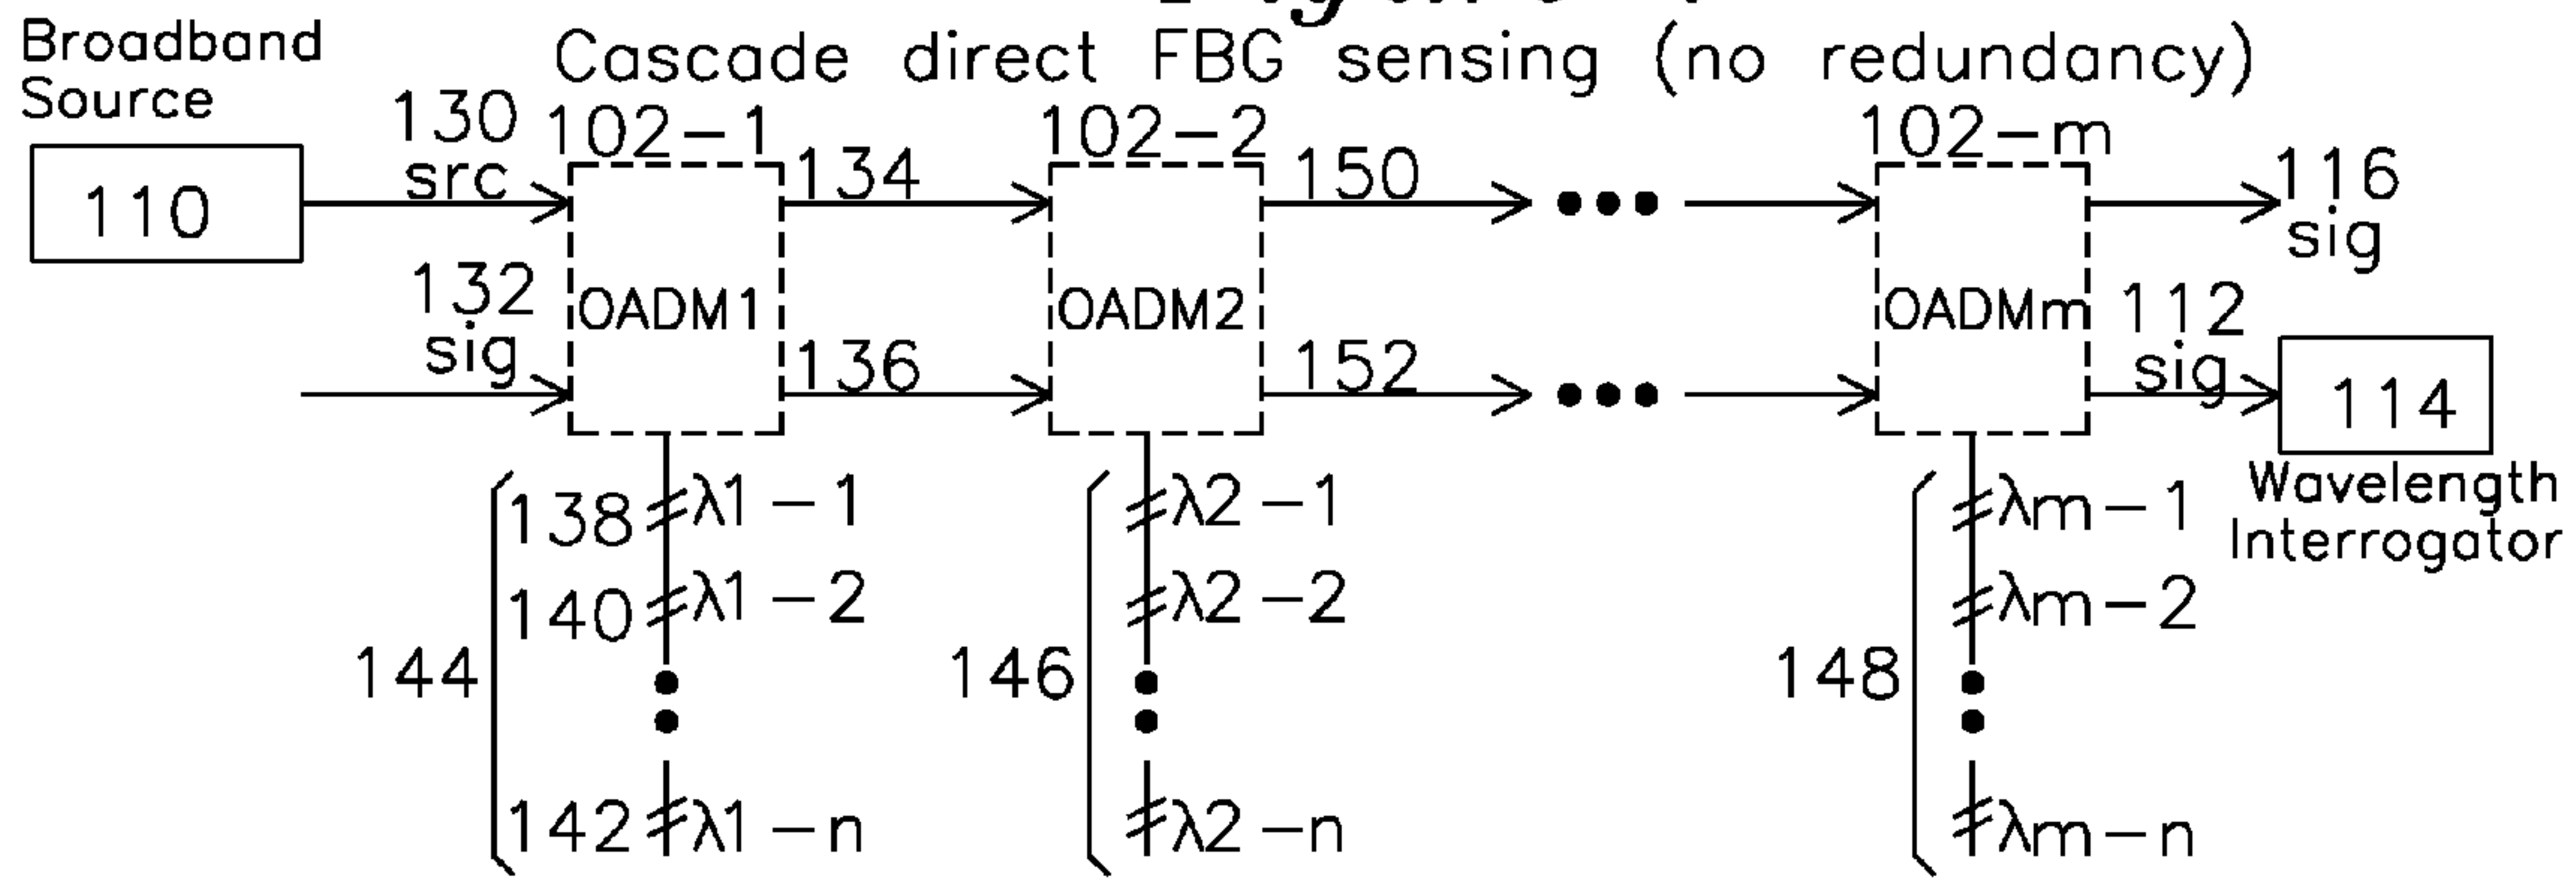 Broadband
Source
Cascade direct FBG sensing (no redundancy)
110
130
src
132
sig
102-1
OADM1
134
136
102-2
OADM2
150
152
102-m
OADMm
116
sig
112
sig
114
Wavelength
Interrogator
144
138 λ1-1
140 λ1-2
142 λ1-n
146
λ2-1
λ2-2
λ2-n
148
λm-1
λm-2
λm-n